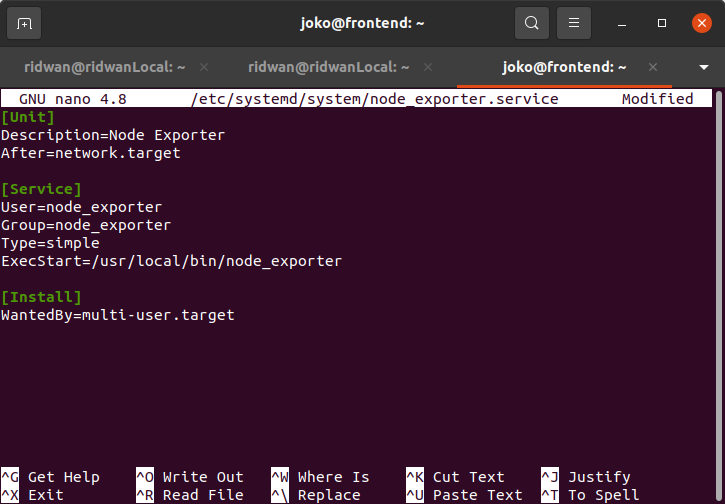 joko@frontend: ~
ridwan@ridwanLocal: ~ × ridwan@ridwanLocal: ~ × joko@frontend: ~ ×
GNU nano 4.8 /etc/systemd/system/node_exporter.service Modified
[Unit]
Description=Node Exporter
After=network.target
[Service]
User=node_exporter
Group=node_exporter
Type=simple
ExecStart=/usr/local/bin/node_exporter
[Install]
WantedBy=multi-user.target
^G Get Help ^O Write Out ^W Where Is ^K Cut Text ^J Justify
^X Exit ^R Read File ^\ Replace ^U Paste Text ^T To Spell